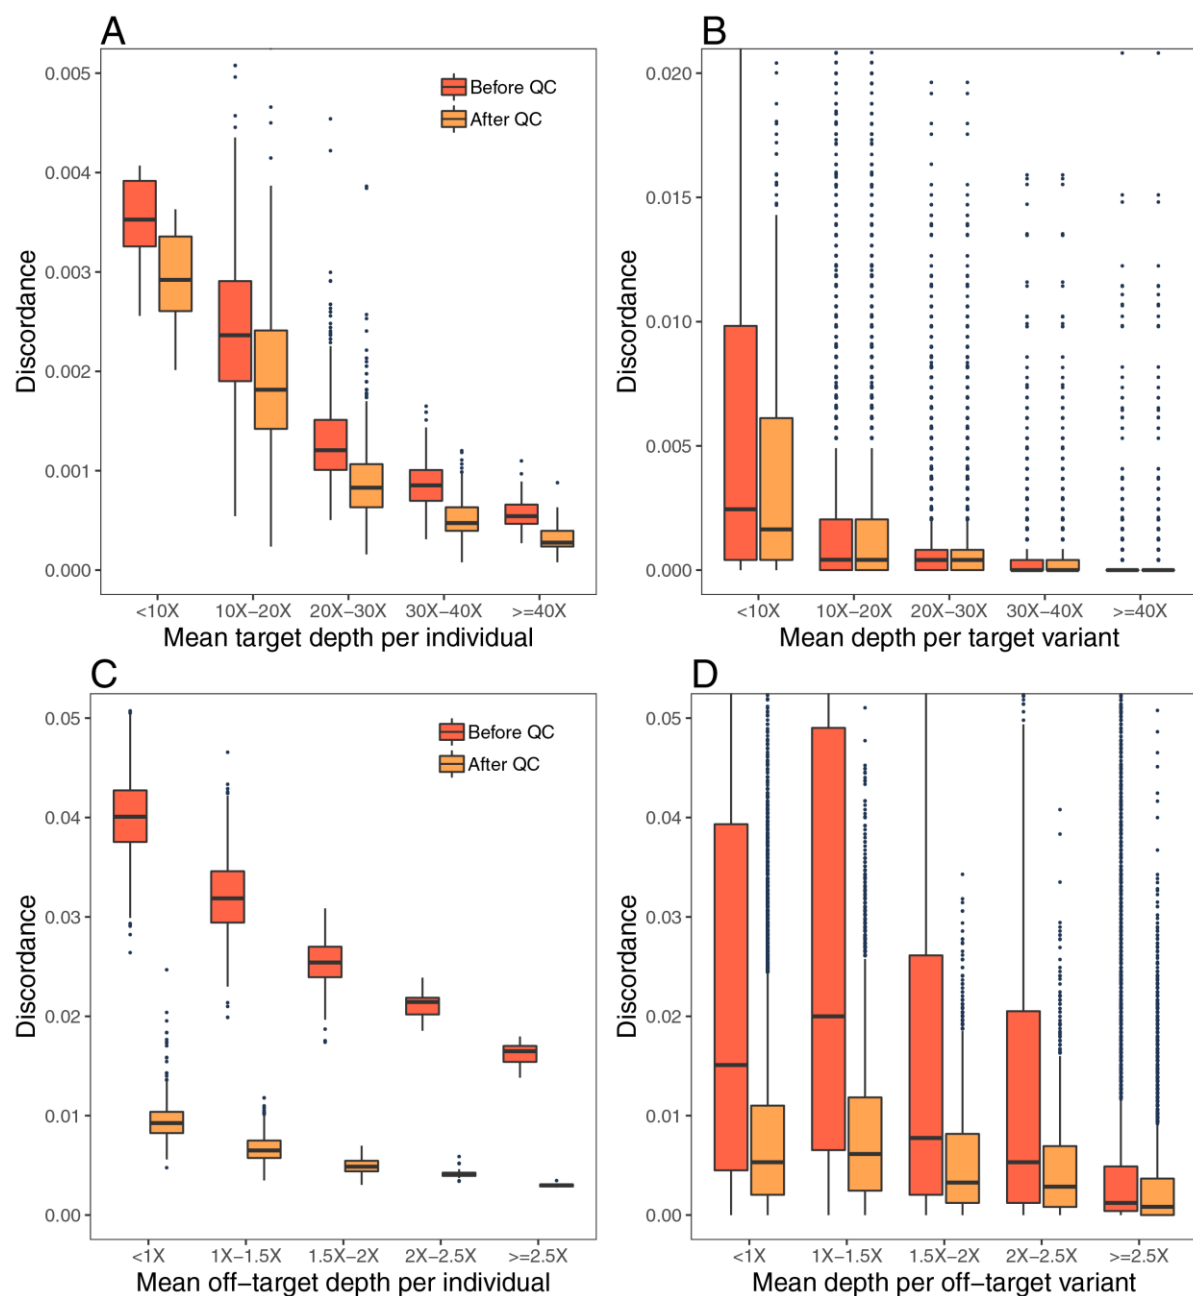 A
Discordance
0.005
0.004
0.003
0.002
0.001
0.000
Before QC
After QC
<10X
10X−20X
20X−30X
30X−40X
>=40X
Mean target depth per individual
B
Discordance
0.020
0.015
0.010
0.005
0.000
<10X
10X−20X
20X−30X
30X−40X
>=40X
Mean depth per target variant
C
Discordance
0.05
0.04
0.03
0.02
0.01
0.00
Before QC
After QC
<1X
1X−1.5X
1.5X−2X
2X−2.5X
>=2.5X
Mean off−target depth per individual
D
Discordance
0.05
0.04
0.03
0.02
0.01
0.00
<1X
1X−1.5X
1.5X−2X
2X−2.5X
>=2.5X
Mean depth per off−target variant